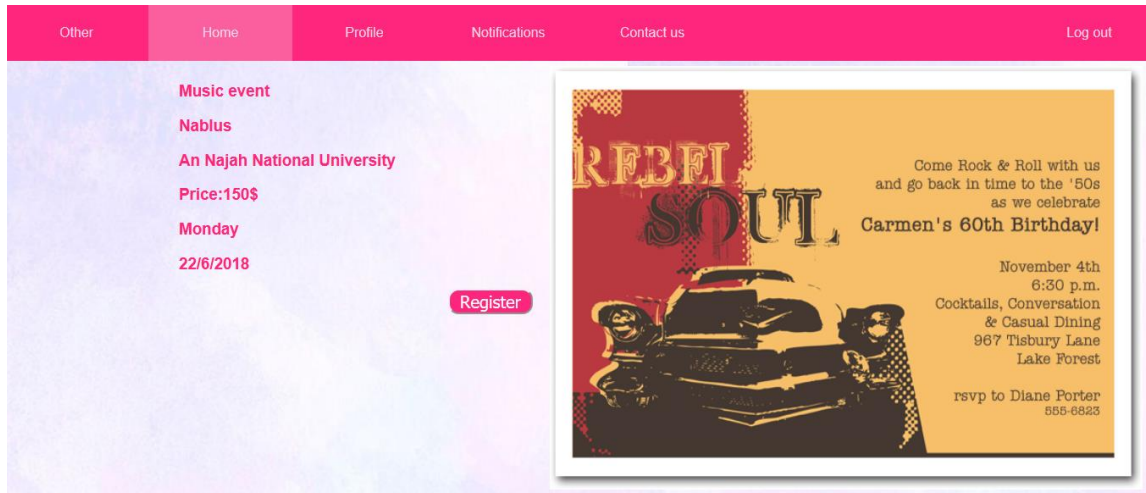 Other Home Profile Notifications Contact us Log out
Music event
Nablus
An Najah National University
Price:150$
Monday
22/6/2018
Register
REBEL
SOUL
Come Rock & Roll with us
and go back in time to the '50s
as we celebrate
Carmen's 60th Birthday!
November 4th
6:30 p.m.
Cocktails, Conversation
& Casual Dining
967 Tisbury Lane
Lake Forest
rsvp to Diane Porter
555-6823